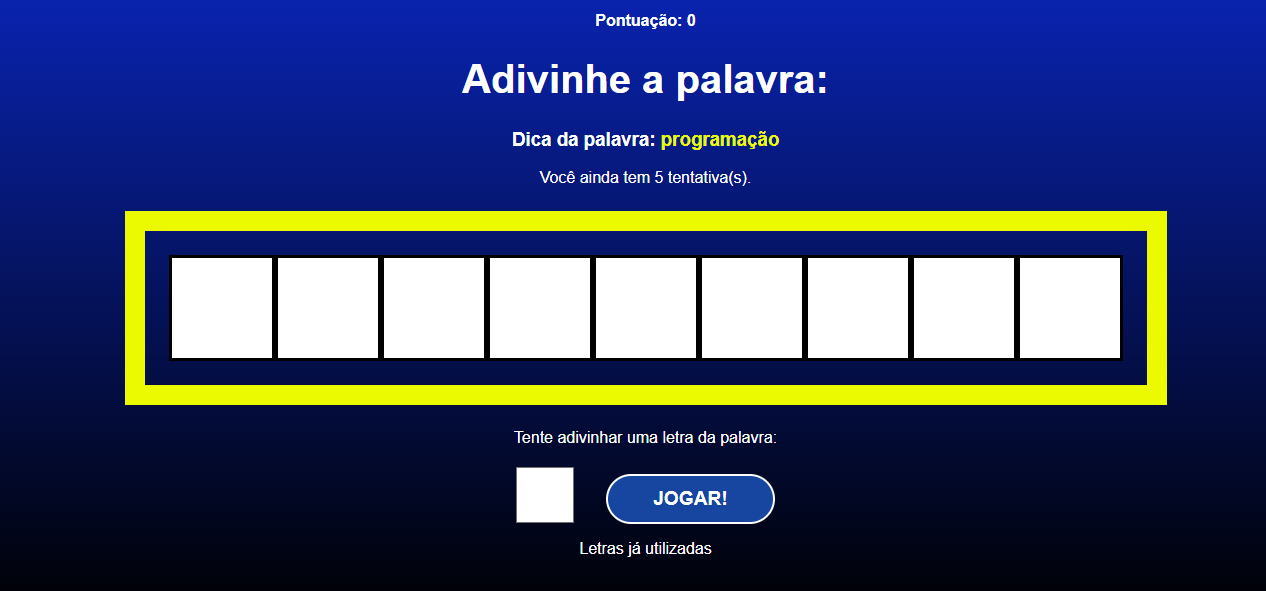 Pontuação: 0
Adivinhe a palavra:
Dica da palavra: programação
Você ainda tem 5 tentativa(s).
Tente adivinhar uma letra da palavra:
JOGAR!
Letras já utilizadas